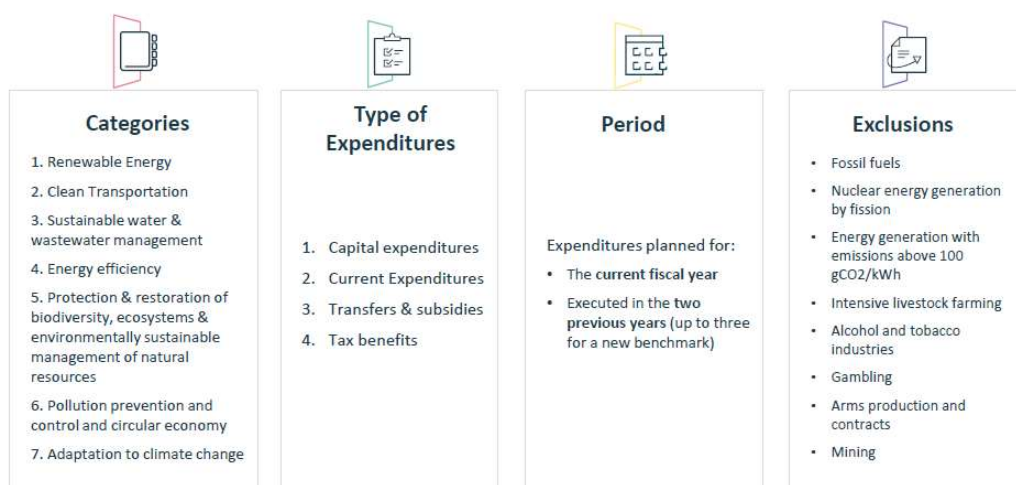 Categories
1. Renewable Energy
2. Clean Transportation
3. Sustainable water &
wastewater management
4. Energy efficiency
5. Protection & restoration of
biodiversity, ecosystems &
environmentally sustainable
management of natural
resources
6. Pollution prevention and
control and circular economy
7. Adaptation to climate change
Type of
Expenditures
1. Capital expenditures
2. Current Expenditures
3. Transfers & subsidies
4. Tax benefits
Period
Expenditures planned for:
• The current fiscal year
• Executed in the two
previous years (up to three
for a new benchmark)
Exclusions
• Fossil fuels
• Nuclear energy generation
by fission
• Energy generation with
emissions above 100
gCO2/kWh
• Intensive livestock farming
• Alcohol and tobacco
industries
• Gambling
• Arms production and
contracts
• Mining